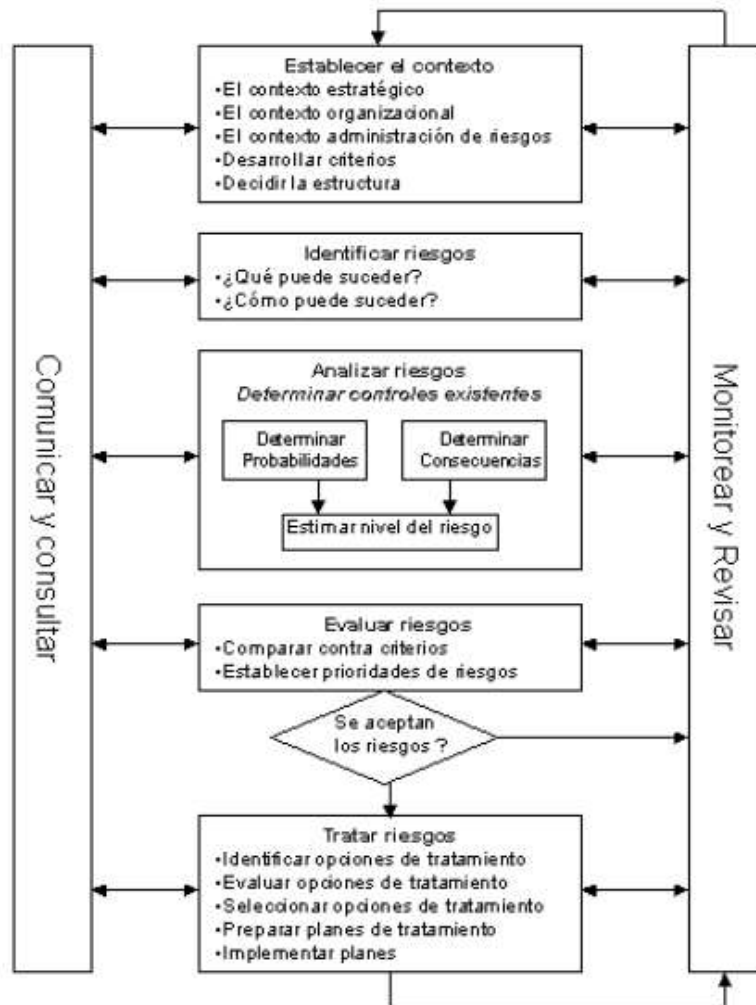 Establecer el contexto
•El contexto estratégico
•El contexto organizacional
•El contexto administración de riesgos
•Desarrollar criterios
•Decidir la estructura
Identificar riesgos
•¿Qué puede suceder?
•¿Cómo puede suceder?
Comunicar y consultar
Monitorear y Revisar
Analizar riesgos
Determinar controles existentes
Determinar
Probabilidades
Determinar
Consecuencias
Estimar nivel del riesgo
Evaluar riesgos
•Comparar contra criterios
•Establecer prioridades de riesgos
Se aceptan
los riesgos ?
Tratar riesgos
•Identificar opciones de tratamiento
•Evaluar opciones de tratamiento
•Seleccionar opciones de tratamiento
•Preparar planes de tratamiento
•Implementar planes